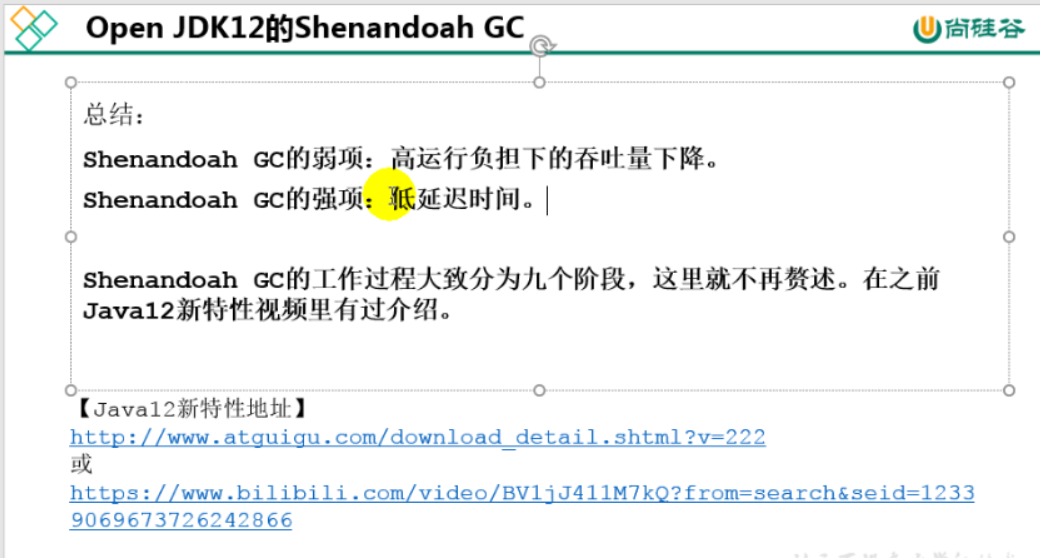 Open JDK12的Shenandoah GC
尚硅谷
总结：
Shenandoah GC的弱项：高运行负担下的吞吐量下降。
Shenandoah GC的强项：低延迟时间。
Shenandoah GC的工作过程大致分为九个阶段，这里就不再赘述。在之前
Java12新特性视频里有过介绍。
【Java12新特性地址】
http://www.atguigu.com/download_detail.shtml?v=222
或
https://www.bilibili.com/video/BV1jJ411M7kQ?from=search&seid=1233
9069673726242866